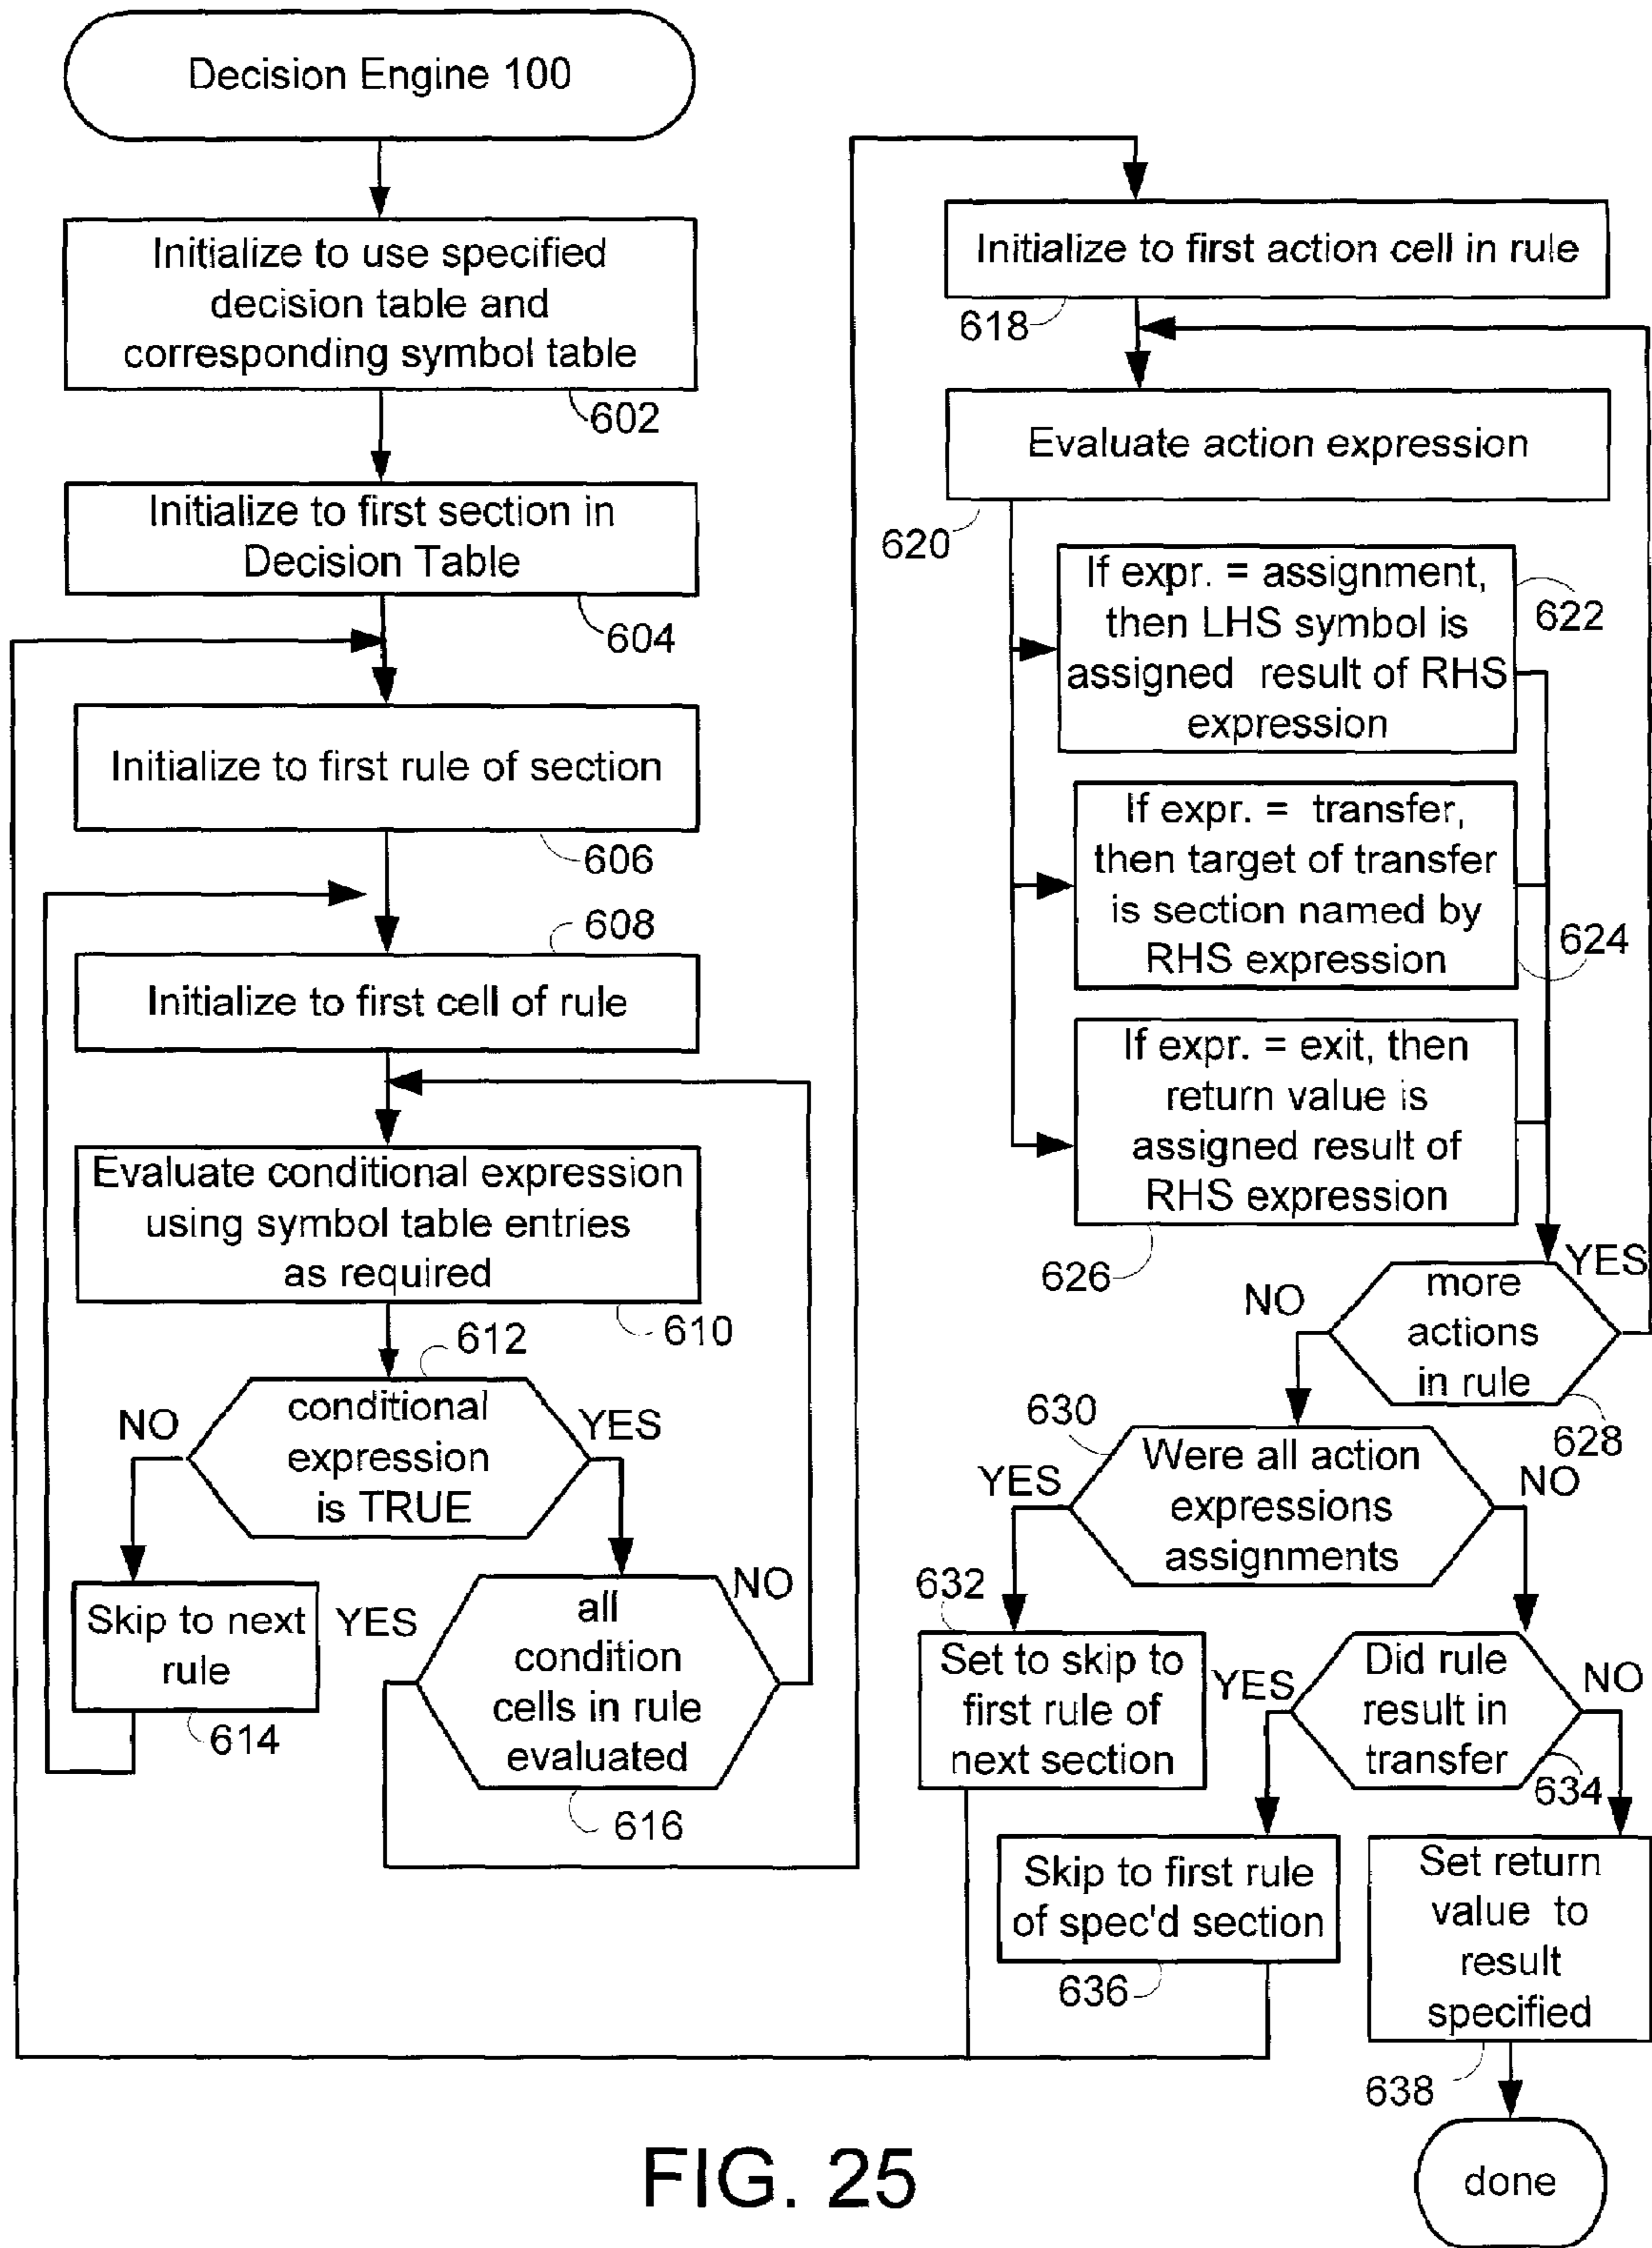 Decision Engine 100
Initialize to use specified
decision table and
corresponding symbol table
602
Initialize to first section in
Decision Table
604
Initialize to first rule of section
606
608
Initialize to first cell of rule
Evaluate conditional expression
using symbol table entries
as required
610
612
conditional
expression
is TRUE
NO
YES
Skip to next
rule
614
YES
all
condition
cells in rule
evaluated
NO
616
Initialize to first action cell in rule
618
Evaluate action expression
620
If expr. = assignment,
then LHS symbol is
assigned result of RHS
expression
622
If expr. = transfer,
then target of transfer
is section named by
RHS expression
624
If expr. = exit, then
return value is
assigned result of
RHS expression
626
YES
NO
more
actions
in rule
628
630
YES
Were all action
expressions
assignments
NO
632
Set to skip to
first rule of
next section
YES
Did rule
result in
transfer
NO
634
Skip to first rule
of spec'd section
636
Set return
value to
result
specified
638
done
FIG. 25